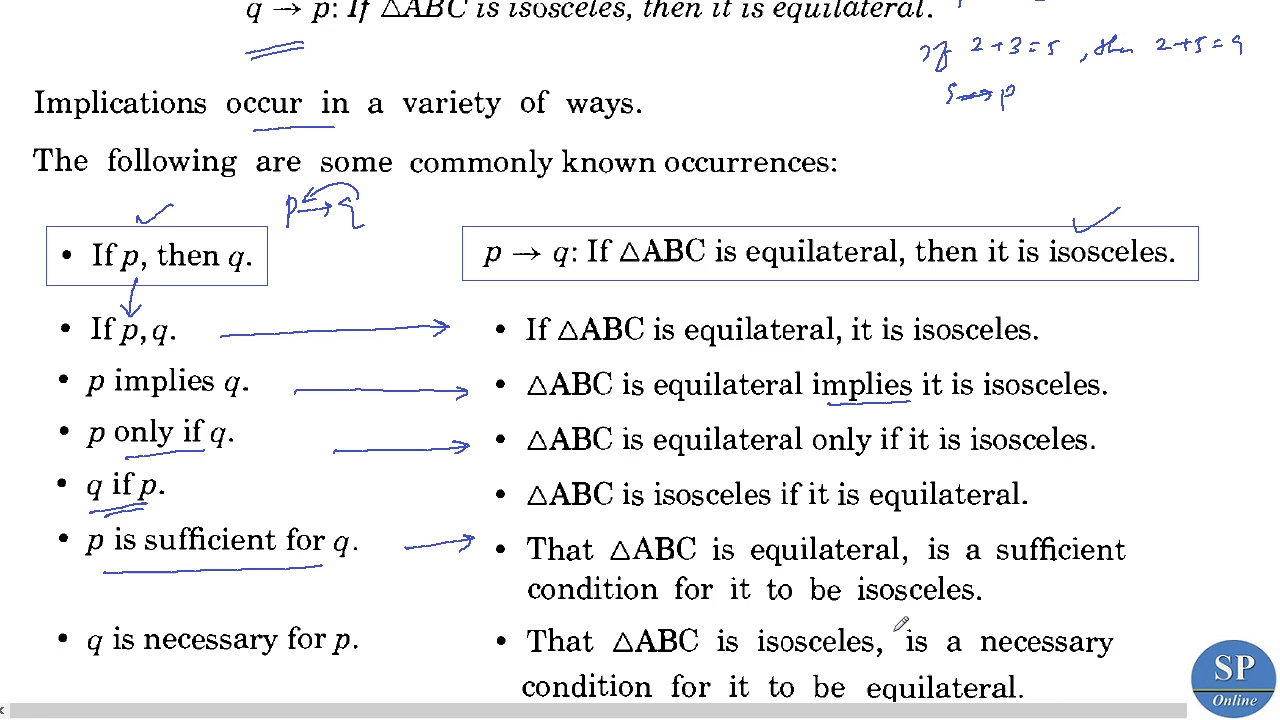 q → p: If △ABC is isosceles, then it is equilateral.
If 2+3=5, then 2+5=9
s→p
Implications occur in a variety of ways.
The following are some commonly known occurrences:
p→q
• If p, then q.
p → q: If △ABC is equilateral, then it is isosceles.
• If p, q.
• If △ABC is equilateral, it is isosceles.
• p implies q.
• △ABC is equilateral implies it is isosceles.
• p only if q.
• △ABC is equilateral only if it is isosceles.
• q if p.
• △ABC is isosceles if it is equilateral.
• p is sufficient for q.
• That △ABC is equilateral, is a sufficient
condition for it to be isosceles.
• q is necessary for p.
• That △ABC is isosceles, is a necessary
condition for it to be equilateral.
SP
Online